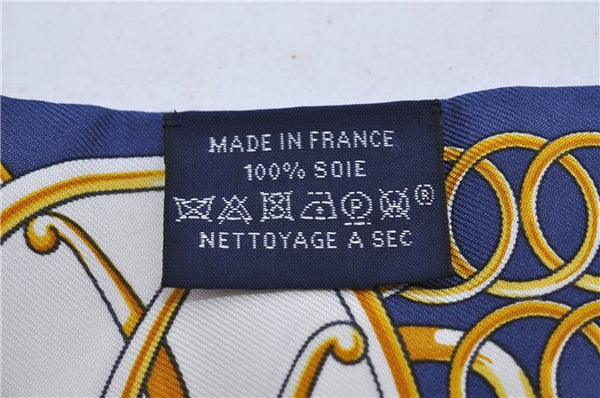 MADE IN FRANCE
100% SOIE
P ®
NETTOYAGE A SEC